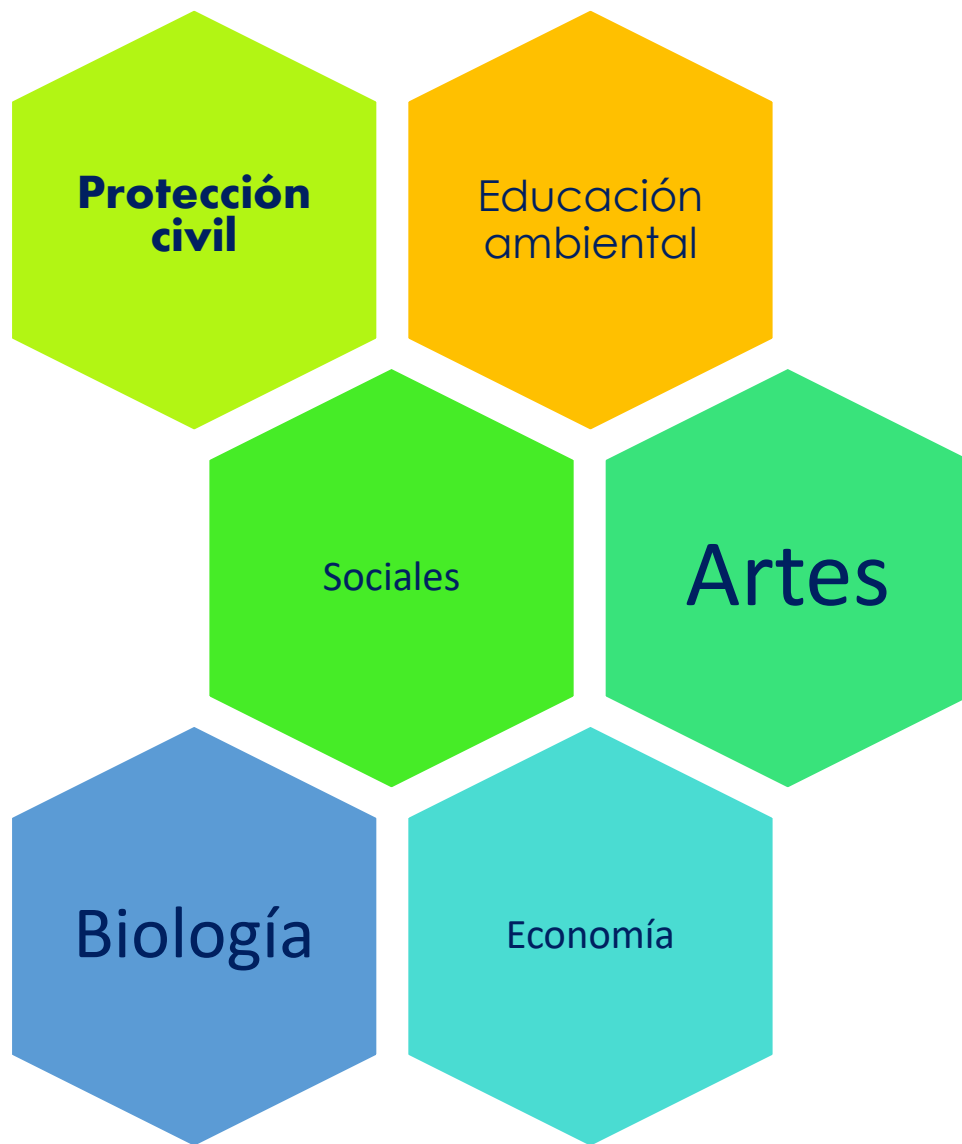 Protección
civil
Educación
ambiental
Sociales
Artes
Biología
Economía